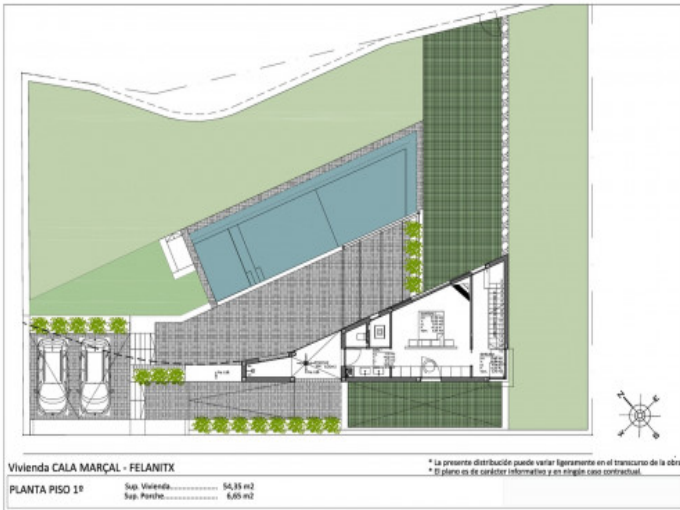 Vivienda CALA MARÇAL - FELANITX
* La presente distribución puede variar ligeramente en el transcurso de la obra
* El plano es de carácter informativo y en ningún caso contractual.
PLANTA PISO 1º
Sup. Vivienda............... 54,35 m2
Sup. Porche.................. 6,65 m2